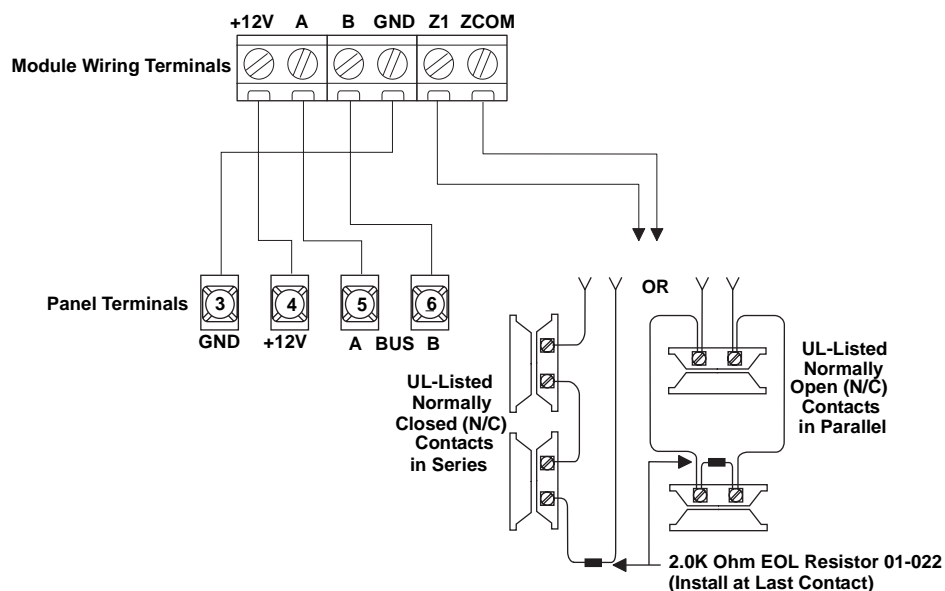 +12V A B GND Z1 ZCOM
Module Wiring Terminals
Panel Terminals
3 4 5 6
GND +12V A BUS B
OR
UL-Listed
Normally
Closed (N/C)
Contacts
in Series
UL-Listed
Normally
Open (N/C)
Contacts
in Parallel
2.0K Ohm EOL Resistor 01-022
(Install at Last Contact)